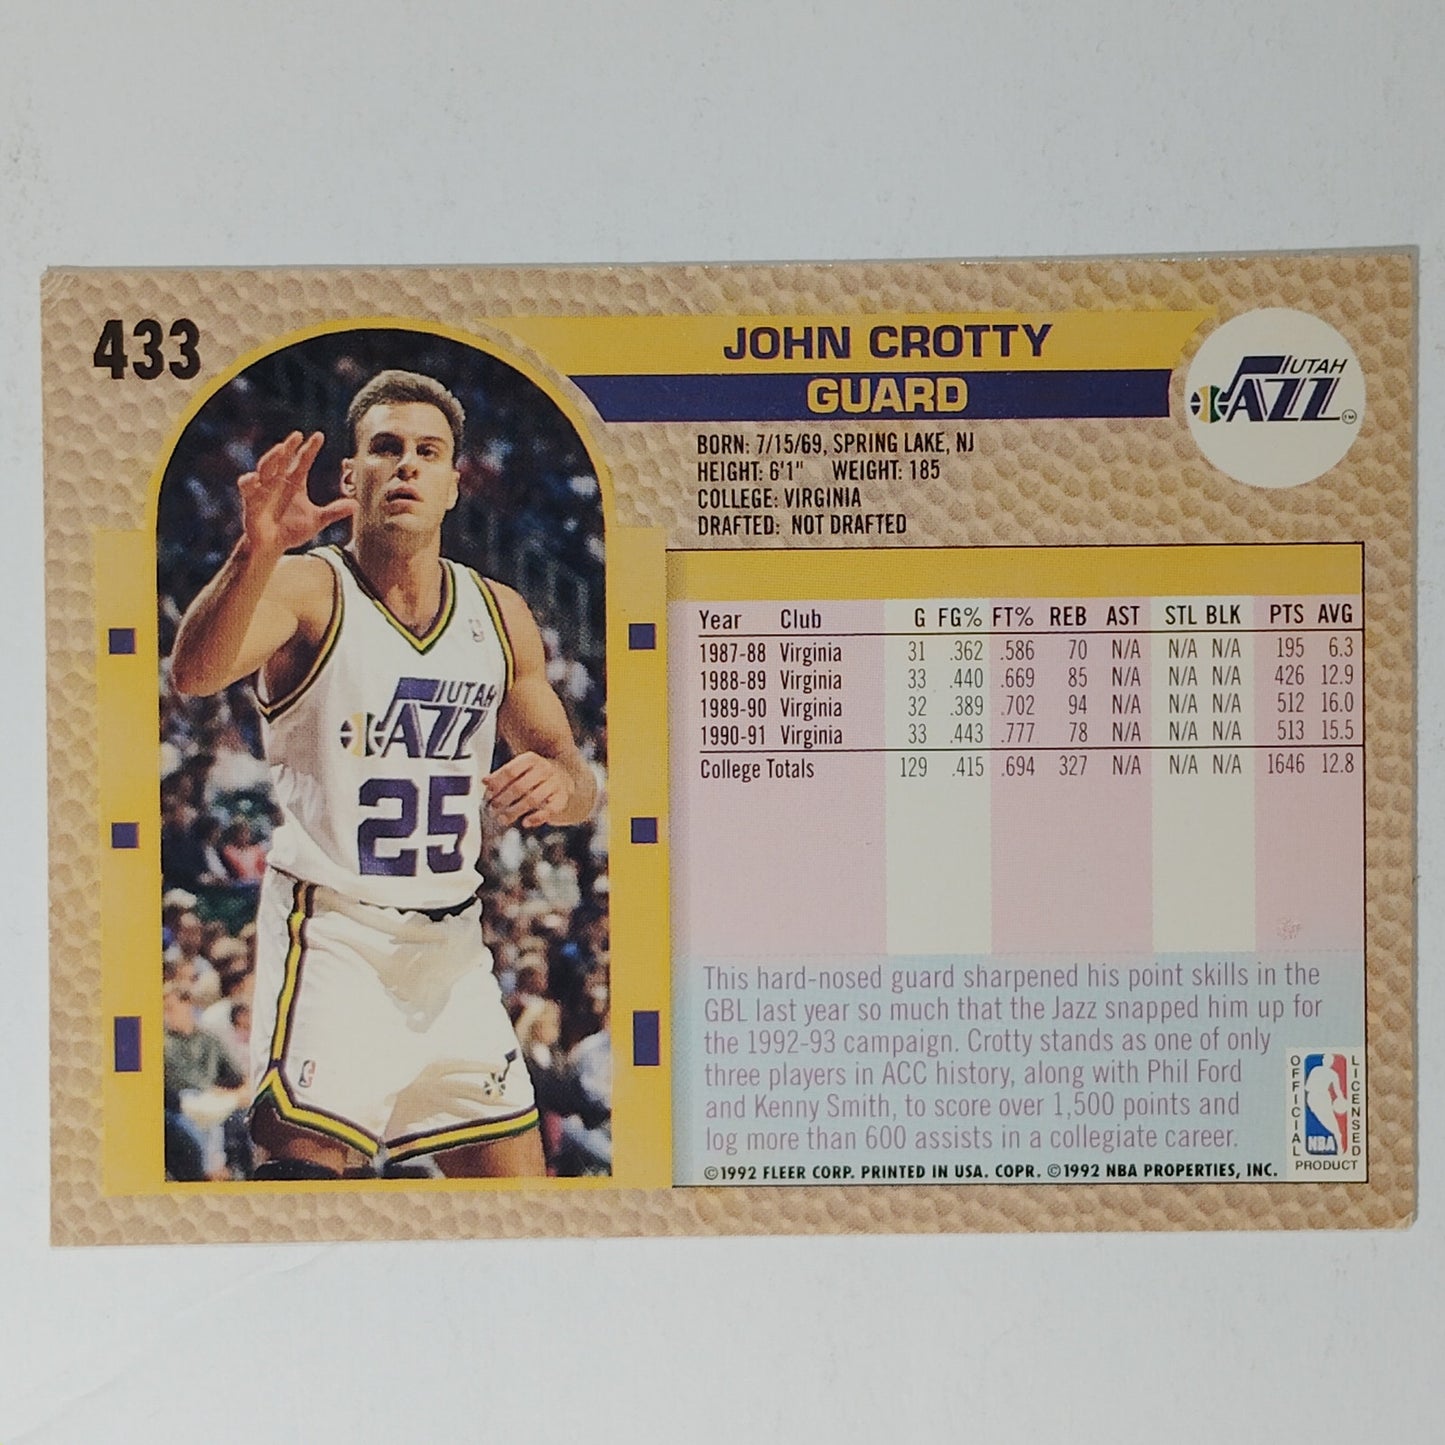 433
JOHN CROTTY
GUARD
UTAH
JAZZ
TM
BORN: 7/15/69, SPRING LAKE, NJ
HEIGHT: 6'1" WEIGHT: 185
COLLEGE: VIRGINIA
DRAFTED: NOT DRAFTED
UTAH
JAZZ
25
Year Club G FG% FT% REB AST STL BLK PTS AVG
1987-88 Virginia 31 .362 .586 70 N/A N/A N/A 195 6.3
1988-89 Virginia 33 .440 .669 85 N/A N/A N/A 426 12.9
1989-90 Virginia 32 .389 .702 94 N/A N/A N/A 512 16.0
1990-91 Virginia 33 .443 .777 78 N/A N/A N/A 513 15.5
College Totals 129 .415 .694 327 N/A N/A N/A 1646 12.8
This hard-nosed guard sharpened his point skills in the
GBL last year so much that the Jazz snapped him up for
the 1992-93 campaign. Crotty stands as one of only
three players in ACC history, along with Phil Ford
and Kenny Smith, to score over 1,500 points and
log more than 600 assists in a collegiate career.
©1992 FLEER CORP. PRINTED IN USA. COPR. ©1992 NBA PROPERTIES, INC.
OFFICIAL
LICENSED
NBA
PRODUCT